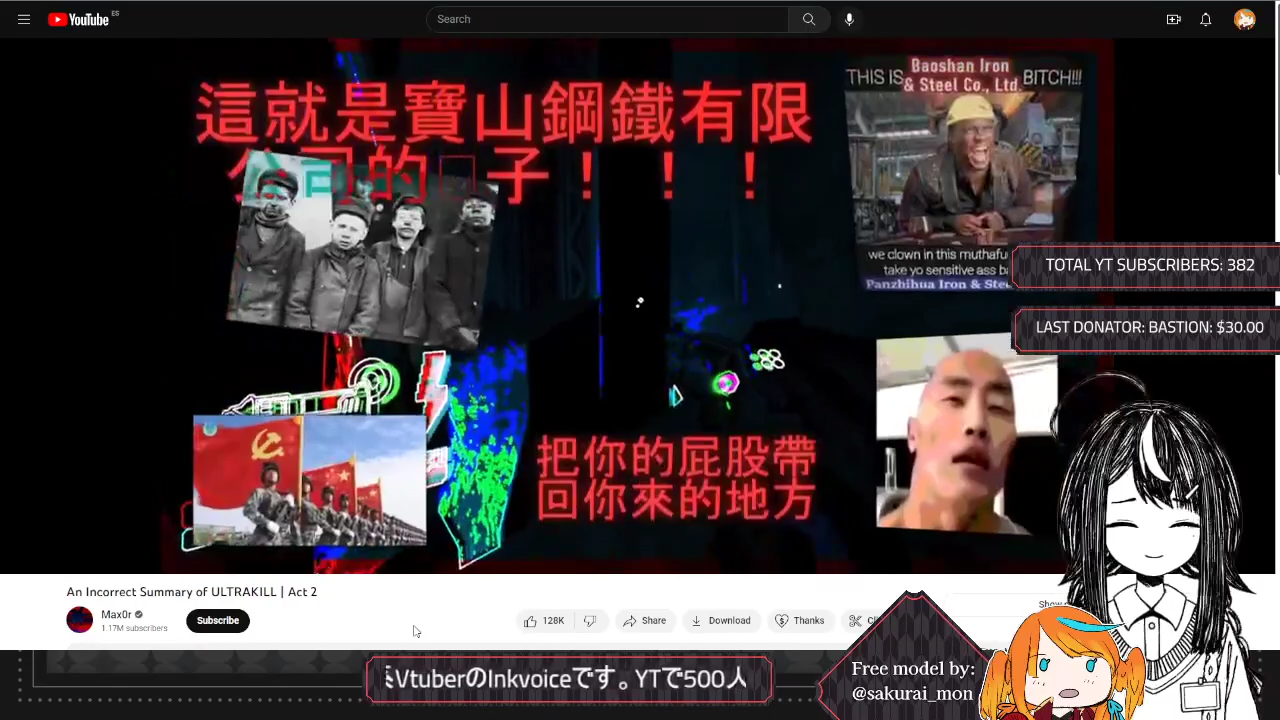 YouTube ES
Search
這就是寶山鋼鐵有限
公司的□子！！！
THIS IS Baoshan Iron & Steel Co., Ltd. BITCH!!!
we clown in this muthafu
take yo sensitive ass ba
Panzhihua Iron & Stee
TOTAL YT SUBSCRIBERS: 382
LAST DONATOR: BASTION: $30.00
把你的屁股帶
回你來的地方
An Incorrect Summary of ULTRAKILL | Act 2
Max0r
1.17M subscribers
Subscribe
128K
Share
Download
Thanks
Show
VtuberのInkvoiceです。YTで500人
Free model by:
@sakurai_mon